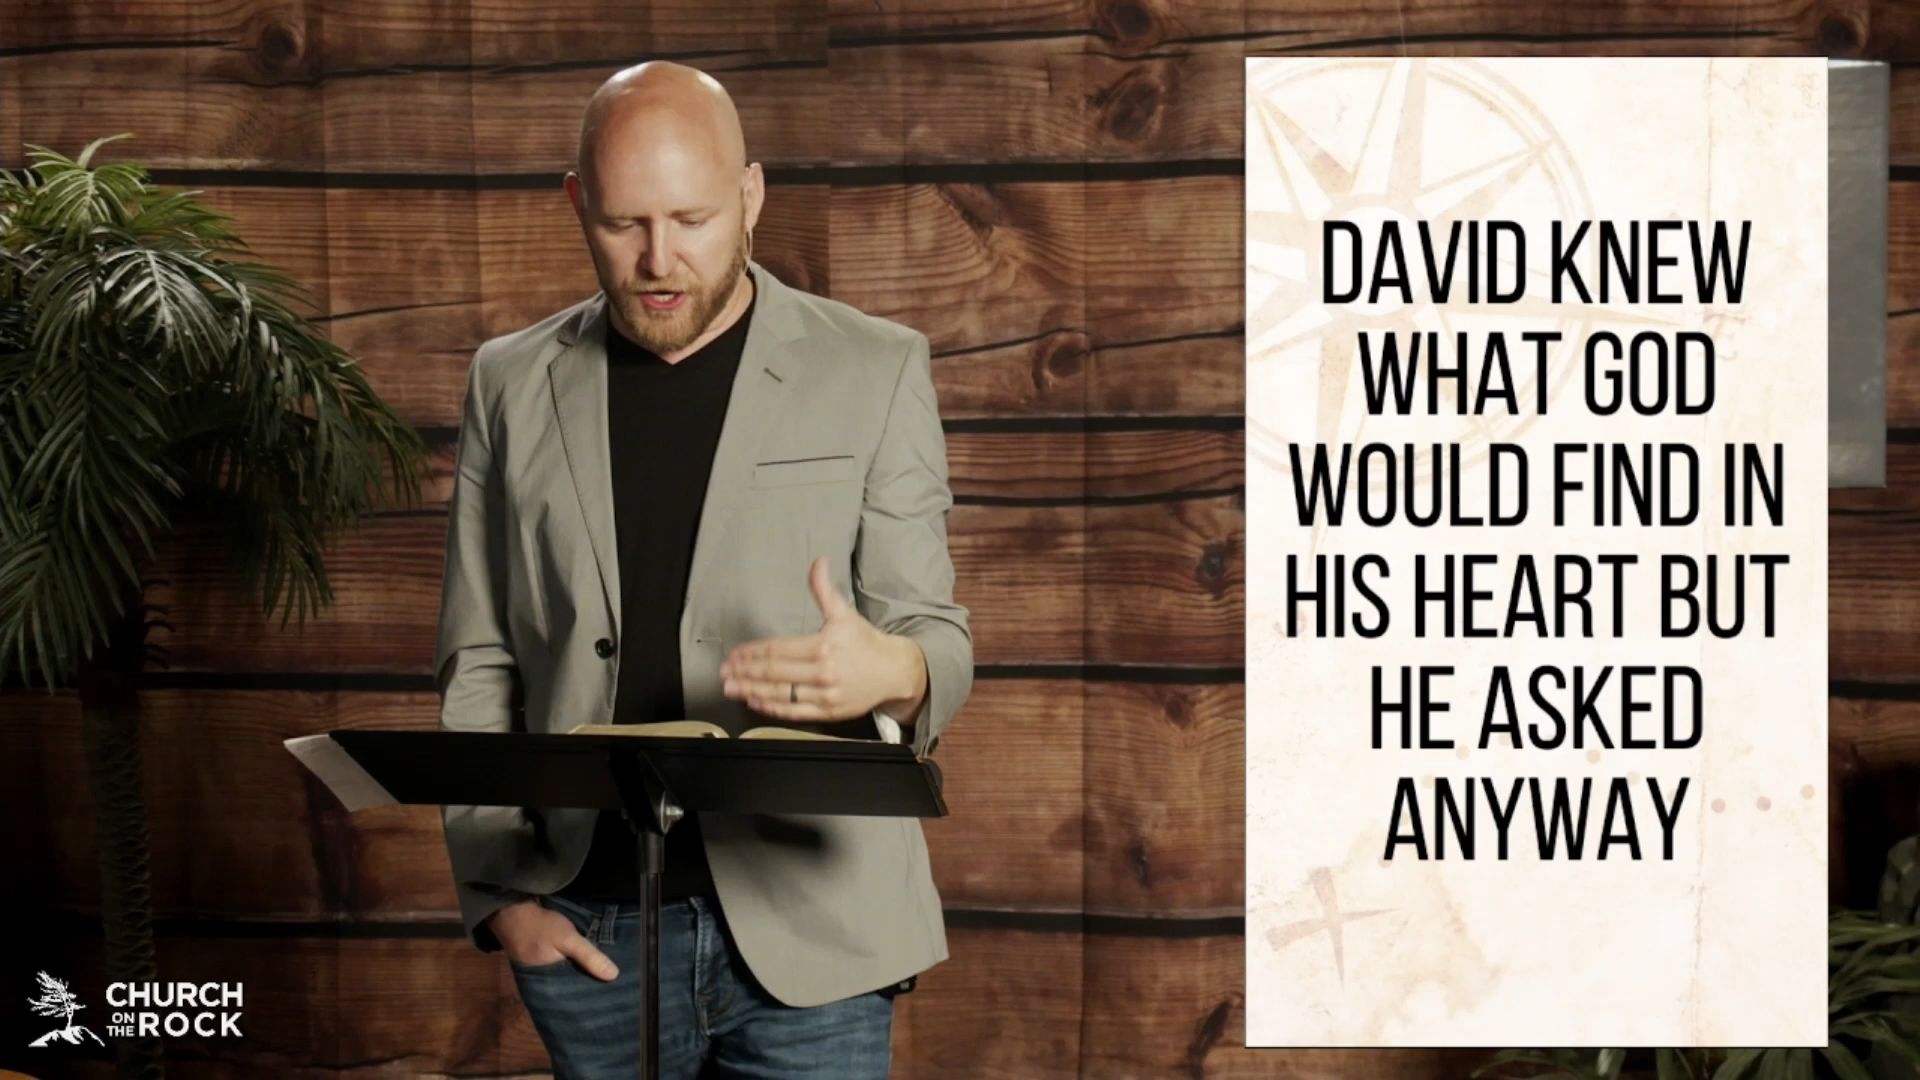 DAVID KNEW
WHAT GOD
WOULD FIND IN
HIS HEART BUT
HE ASKED
ANYWAY
CHURCH
ON THE ROCK